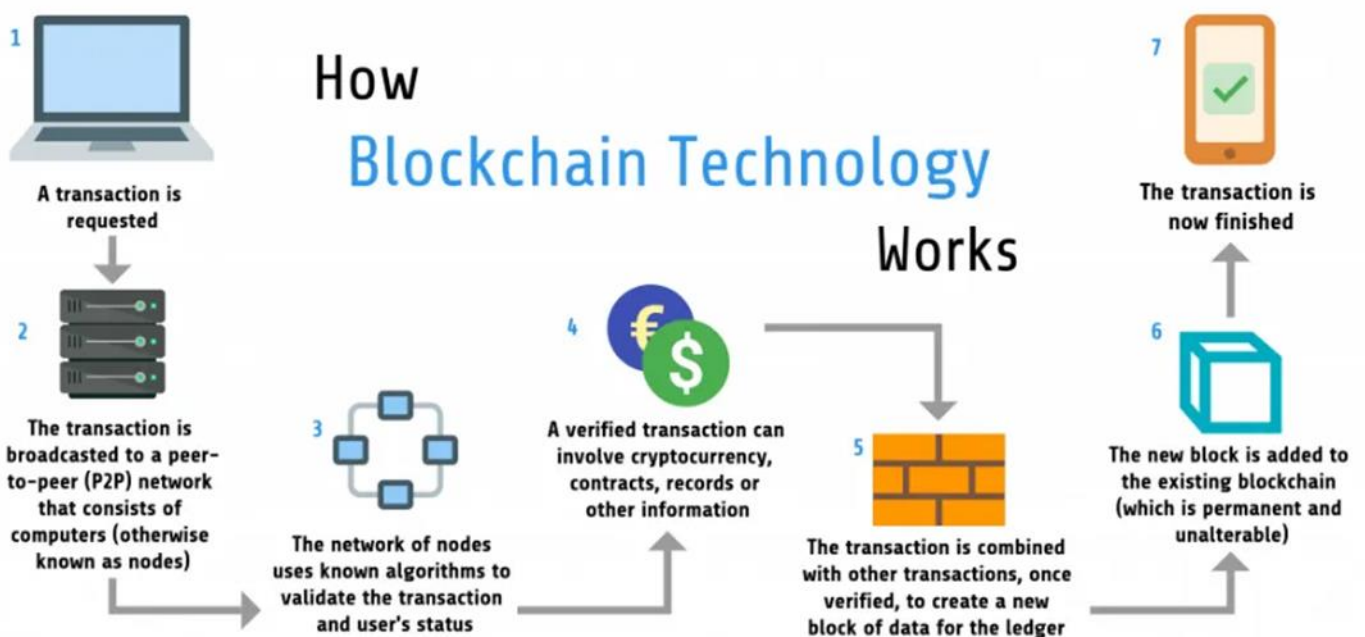 How
Blockchain Technology
Works
1
A transaction is
requested
2
The transaction is
broadcasted to a peer-
to-peer (P2P) network
that consists of
computers (otherwise
known as nodes)
3
The network of nodes
uses known algorithms to
validate the transaction
and user's status
4
€
$
A verified transaction can
involve cryptocurrency,
contracts, records or
other information
5
The transaction is combined
with other transactions, once
verified, to create a new
block of data for the ledger
6
The new block is added to
the existing blockchain
(which is permanent and
unalterable)
7
The transaction is
now finished